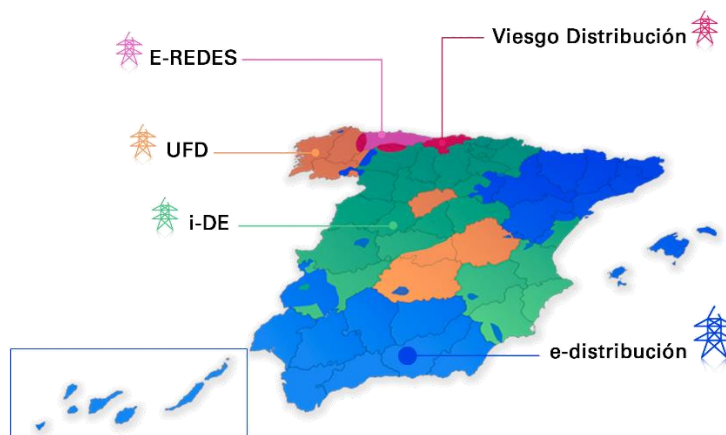 Viesgo Distribución
E-REDES
UFD
i-DE
e-distribución